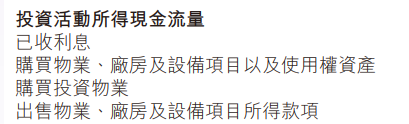 投資活動所得現金流量
已收利息
購買物業、廠房及設備項目以及使用權資產
購買投資物業
出售物業、廠房及設備項目所得款項